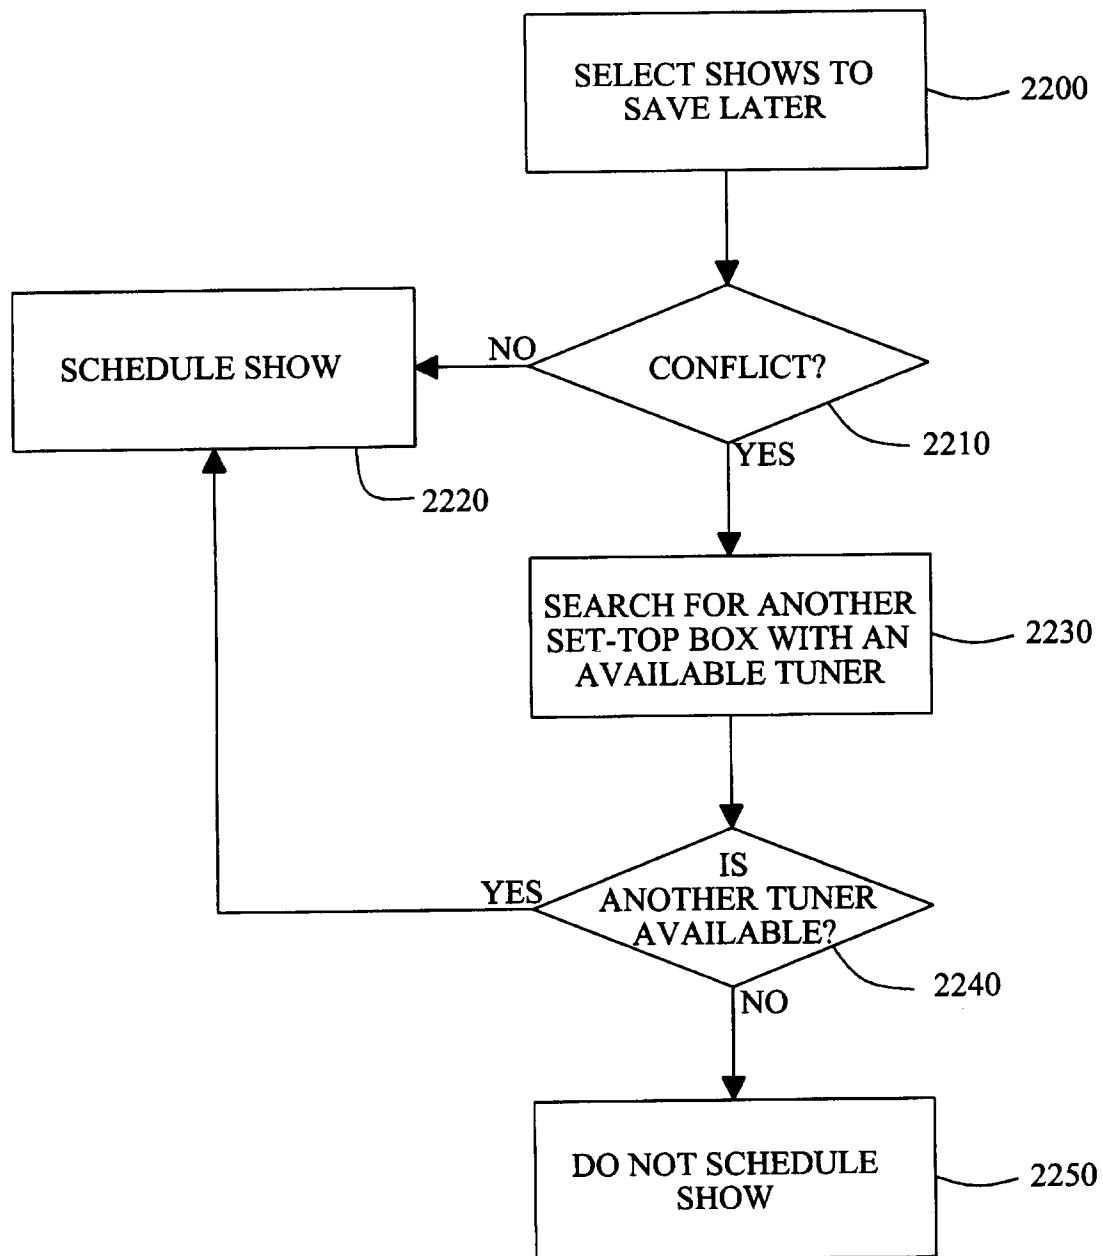 SELECT SHOWS TO
SAVE LATER
2200
SCHEDULE SHOW
NO
CONFLICT?
2210
YES
2220
SEARCH FOR ANOTHER
SET-TOP BOX WITH AN
AVAILABLE TUNER
2230
IS
ANOTHER TUNER
AVAILABLE?
YES
2240
NO
DO NOT SCHEDULE
SHOW
2250